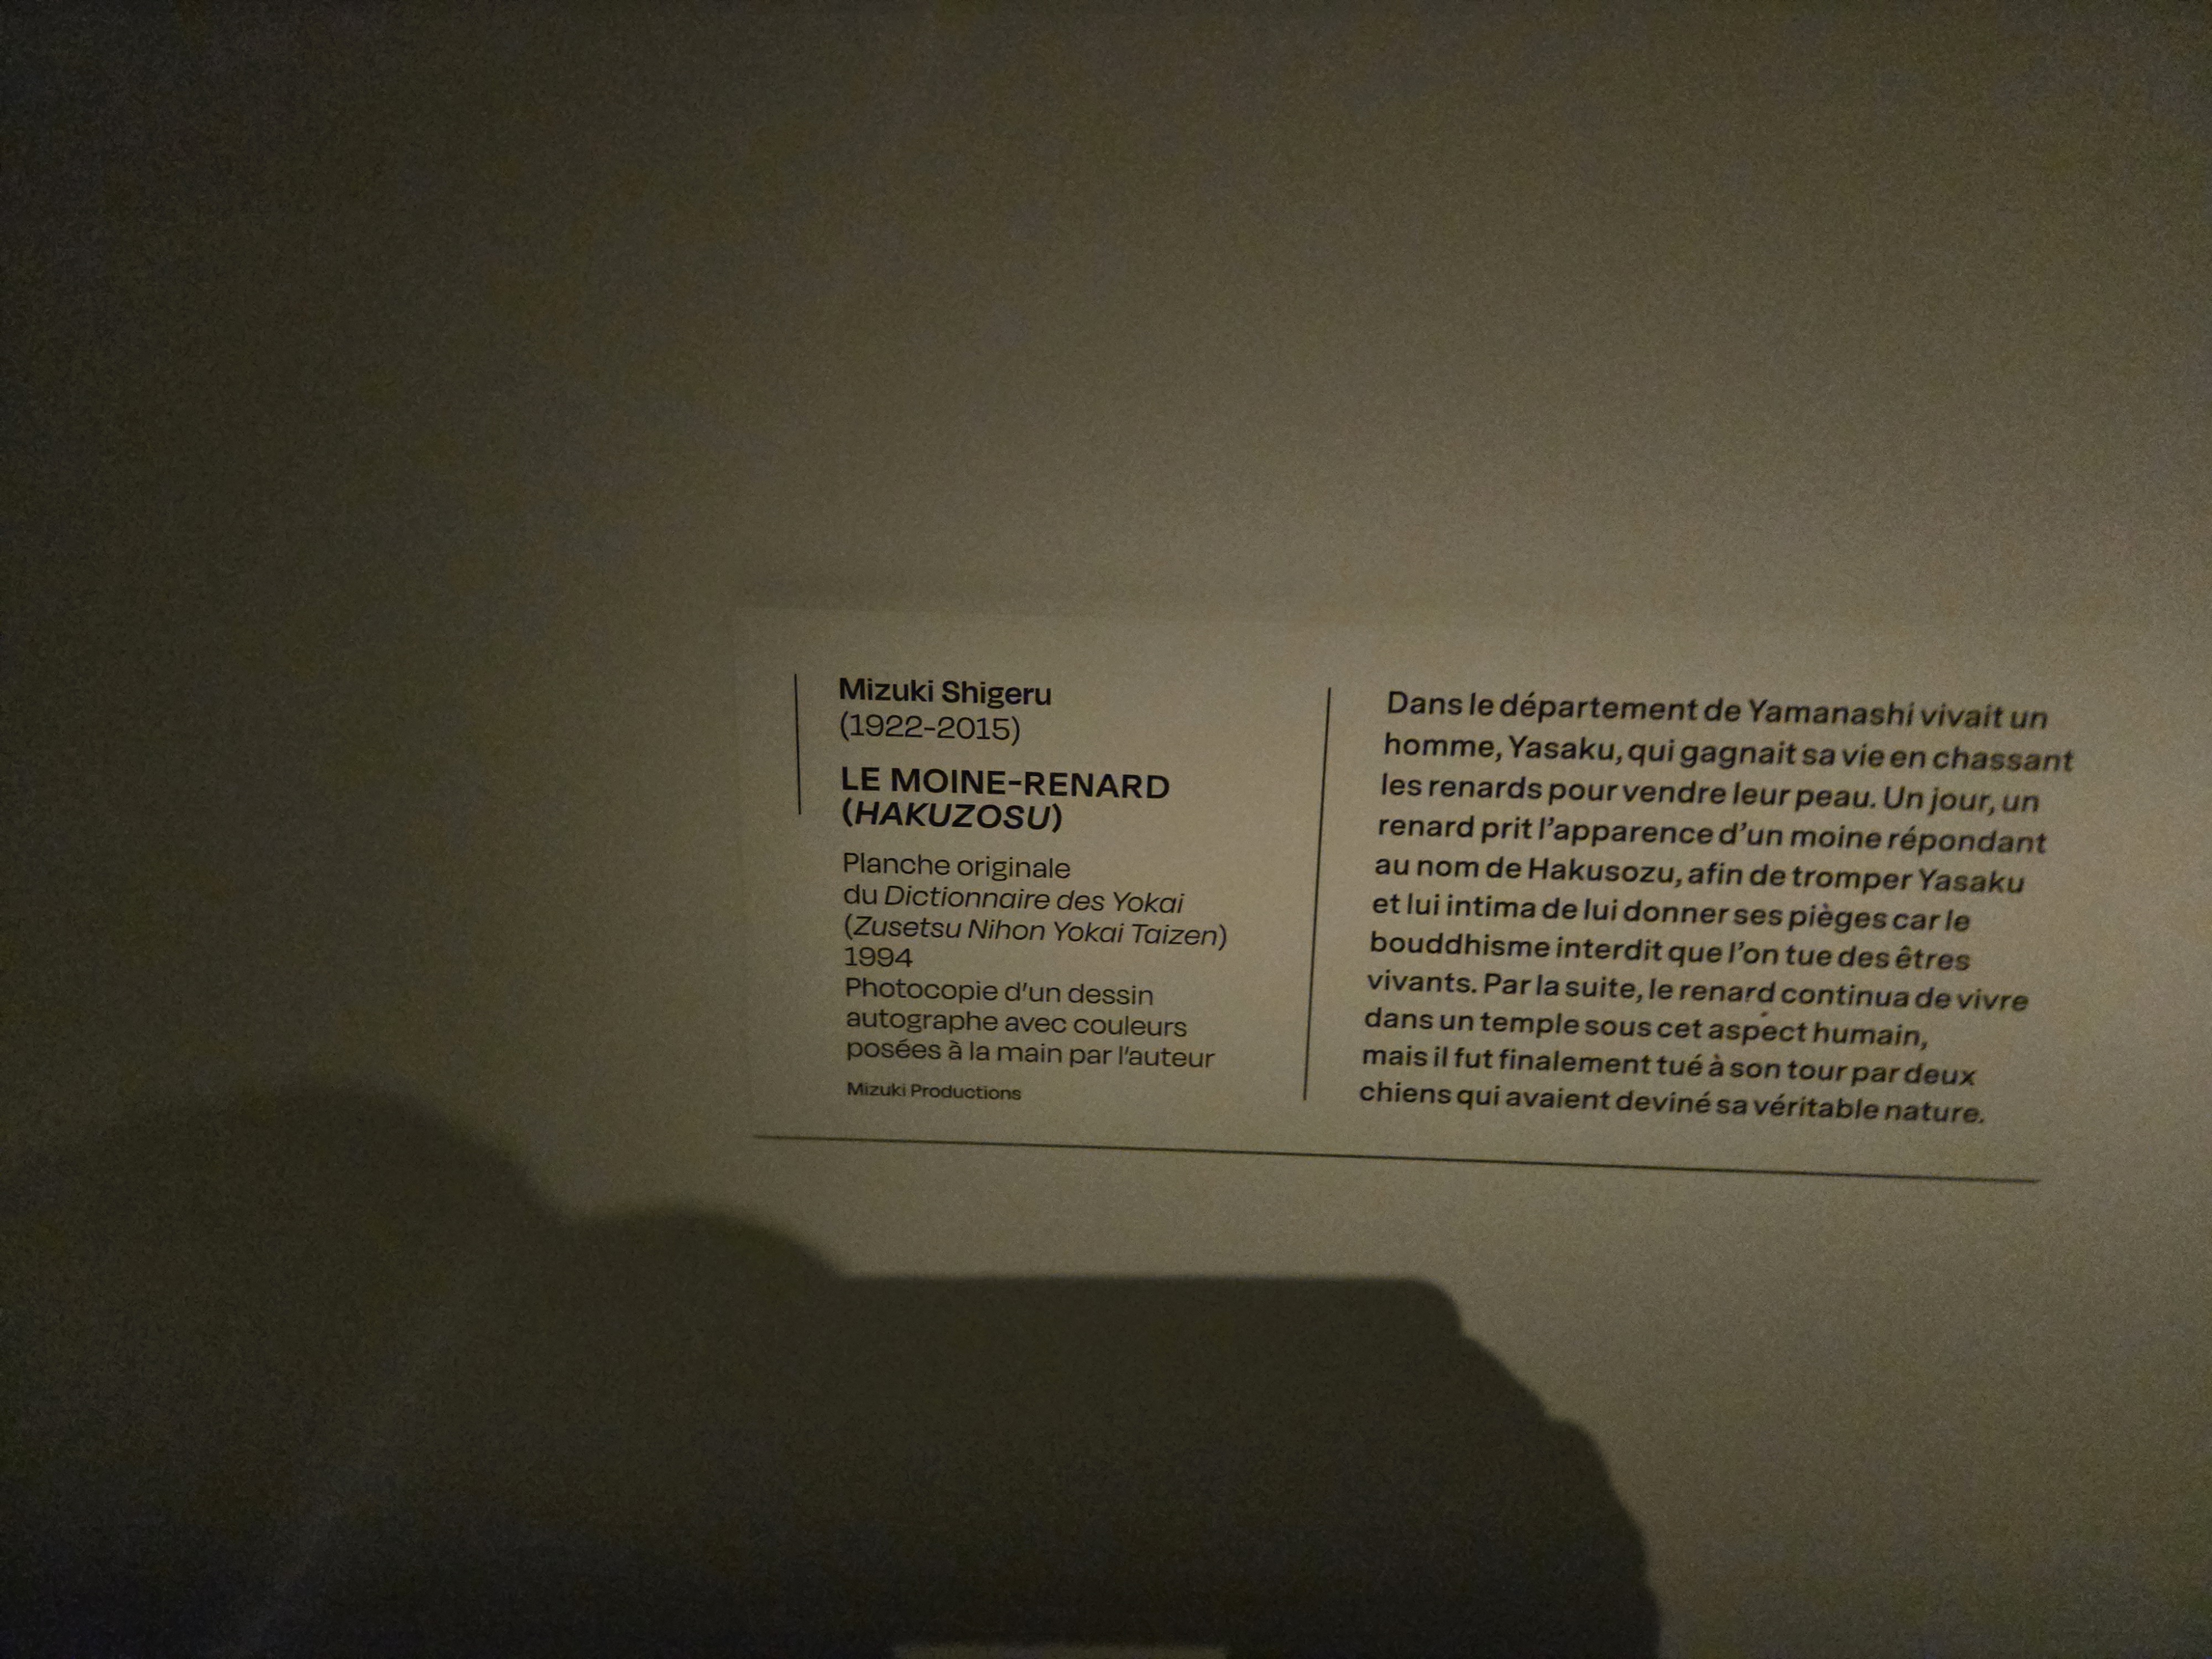 Mizuki Shigeru
(1922-2015)
LE MOINE-RENARD
(HAKUZOSU)
Planche originale
du Dictionnaire des Yokai
(Zusetsu Nihon Yokai Taizen)
1994
Photocopie d'un dessin
autographe avec couleurs
posées à la main par l'auteur
Mizuki Productions
Dans le département de Yamanashi vivait un
homme, Yasaku, qui gagnait sa vie en chassant
les renards pour vendre leur peau. Un jour, un
renard prit l'apparence d'un moine répondant
au nom de Hakusozu, afin de tromper Yasaku
et lui intima de lui donner ses pièges car le
bouddhisme interdit que l'on tue des êtres
vivants. Par la suite, le renard continua de vivre
dans un temple sous cet aspect humain,
mais il fut finalement tué à son tour par deux
chiens qui avaient deviné sa véritable nature.